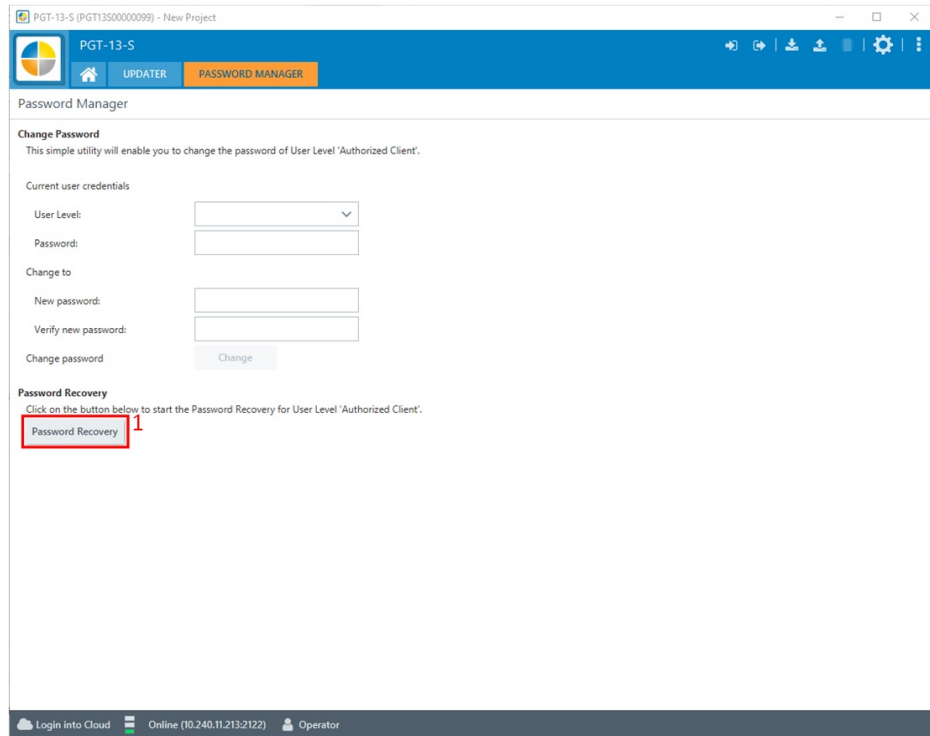 PGT-13-S (PGT13S00000099) - New Project
PGT-13-S
UPDATER
PASSWORD MANAGER
Password Manager
Change Password
This simple utility will enable you to change the password of User Level 'Authorized Client'.
Current user credentials
User Level:
Password:
Change to
New password:
Verify new password:
Change password Change
Password Recovery
Click on the button below to start the Password Recovery for User Level 'Authorized Client'.
Password Recovery 1
Login into Cloud Online (10.240.11.213:2122) Operator